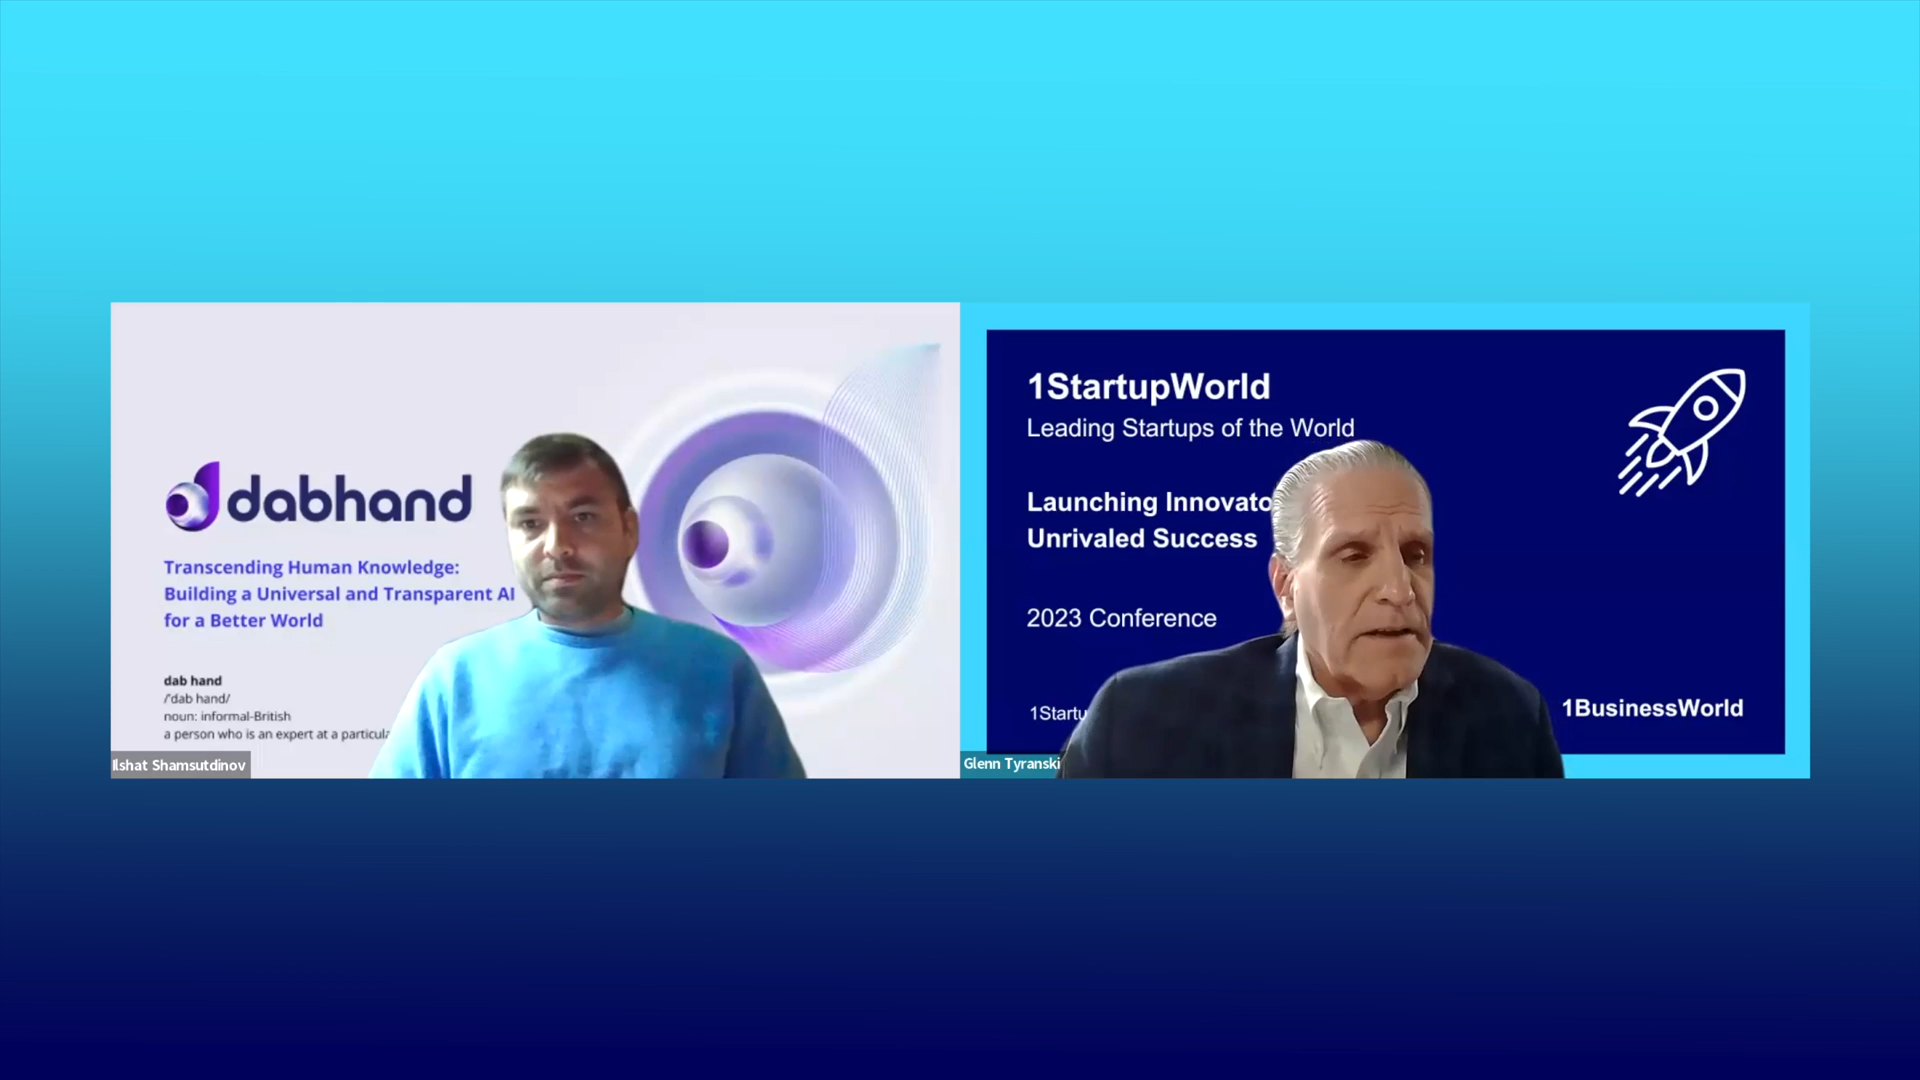 dabhand
Transcending Human Knowledge:
Building a Universal and Transparent AI
for a Better World
dab hand
/'dab hand/
noun: informal-British
a person who is an expert at a particula
Ilshat Shamsutdinov
1StartupWorld
Leading Startups of the World
Launching Innovato
Unrivaled Success
2023 Conference
1Startu
1BusinessWorld
Glenn Tyranski